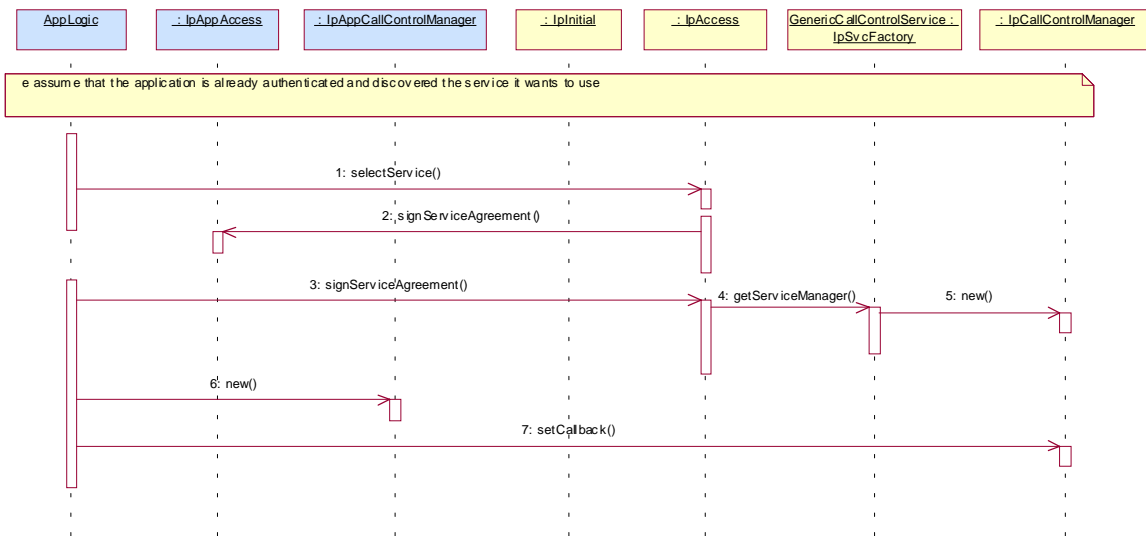 AppLogic
: IpAppAccess
: IpAppCallControlManager
: IpInitial
: IpAccess
GenericCallControlService :
IpSvcFactory
: IpCallControlManager
e assume that the application is already authenticated and discovered the service it wants to use
1: selectService()
2: signServiceAgreement()
3: signServiceAgreement()
4: getServiceManager()
5: new()
6: new()
7: setCallback()